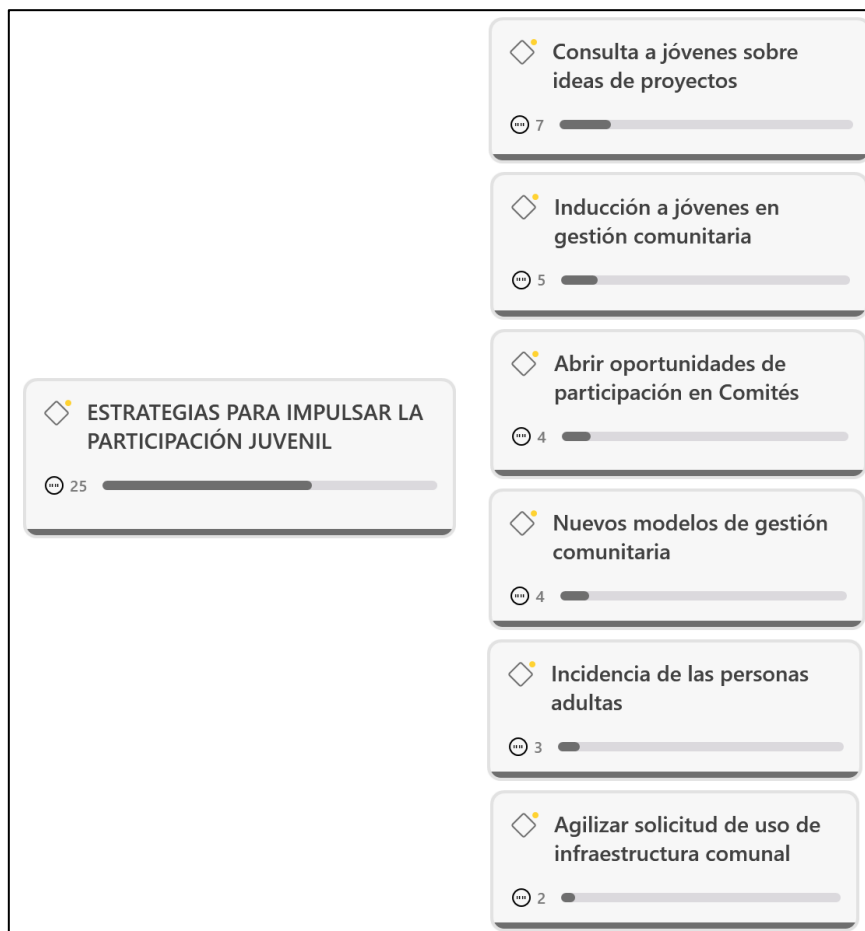 Consulta a jóvenes sobre
ideas de proyectos
7
Inducción a jóvenes en
gestión comunitaria
5
Abrir oportunidades de
participación en Comités
4
ESTRATEGIAS PARA IMPULSAR LA
PARTICIPACIÓN JUVENIL
25
Nuevos modelos de gestión
comunitaria
4
Incidencia de las personas
adultas
3
Agilizar solicitud de uso de
infraestructura comunal
2